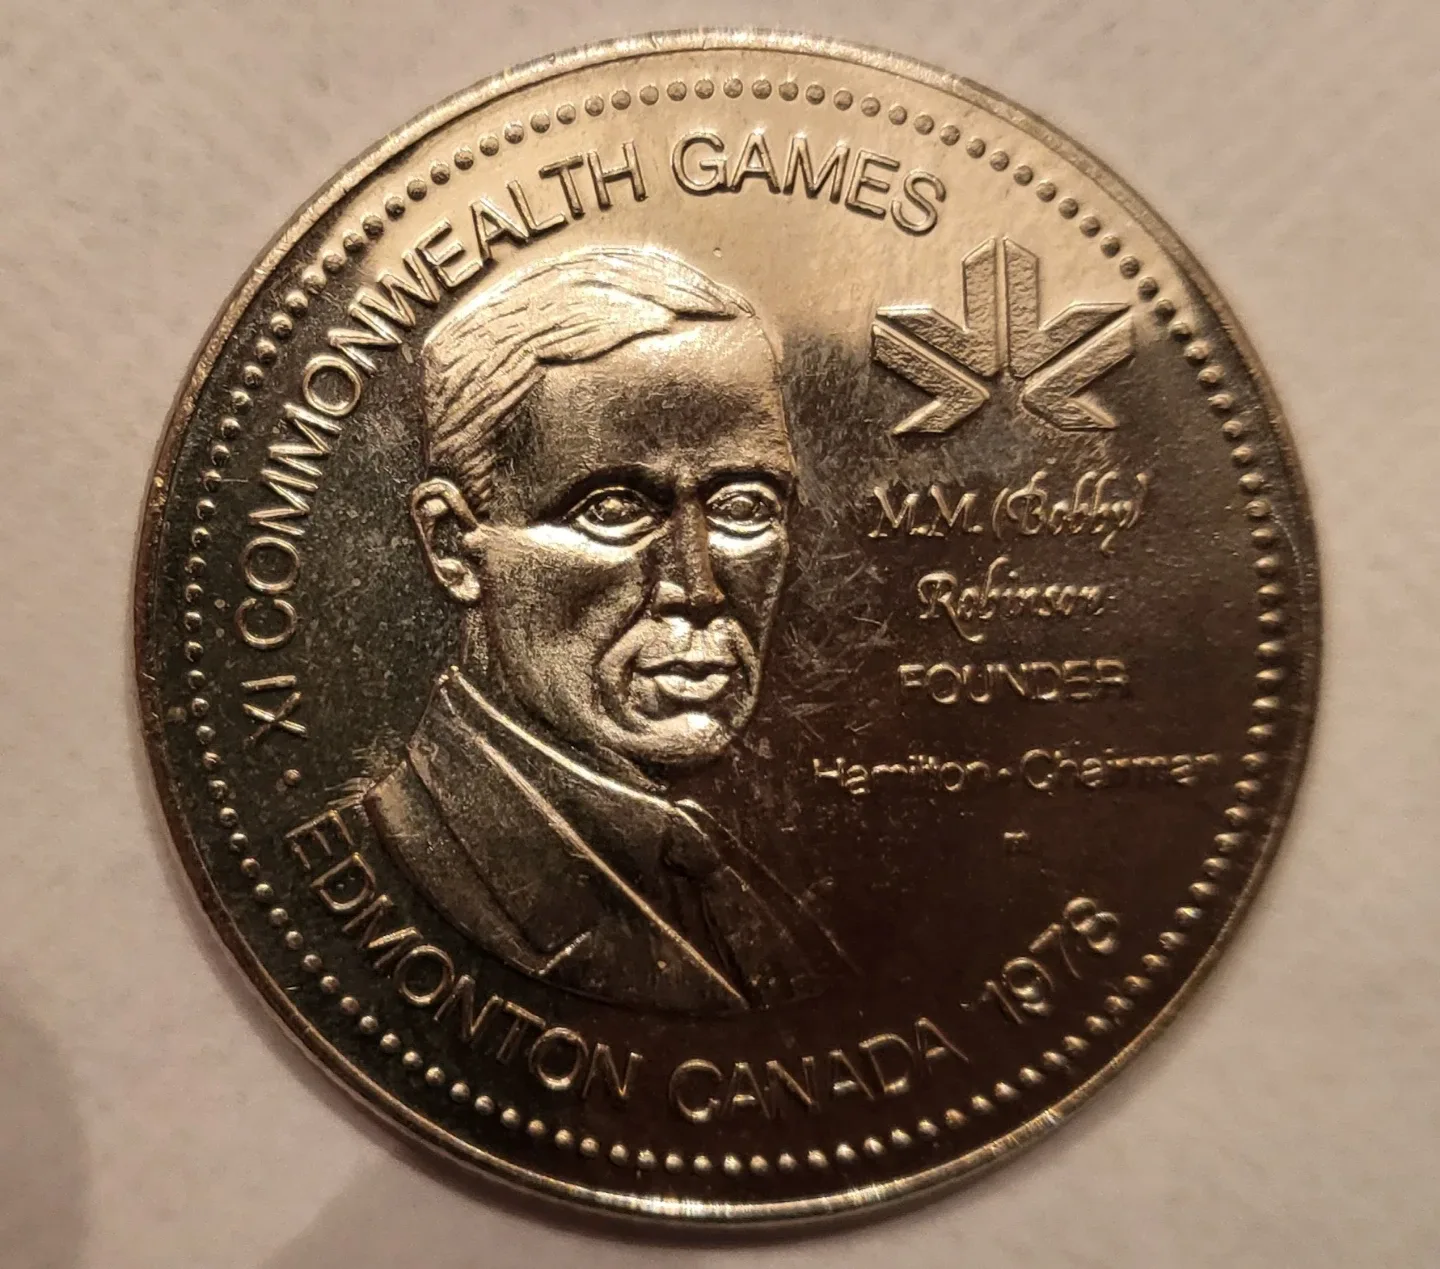 XI COMMONWEALTH GAMES
M.M. (Bobby)
Robinson
FOUNDER
Hamilton - Chairman
• EDMONTON CANADA 1978